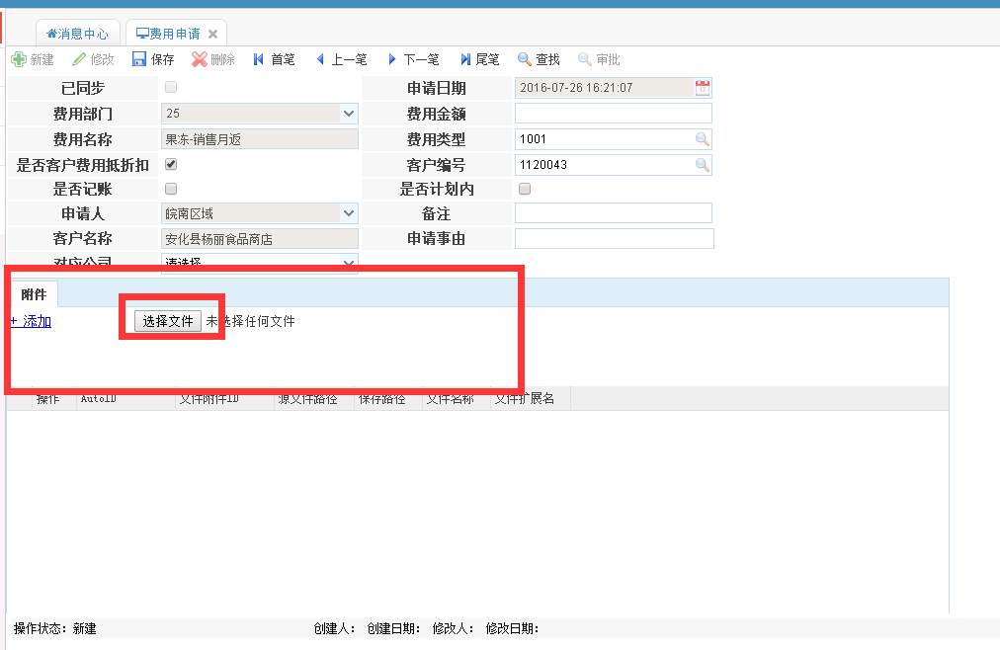 消息中心 费用申请
新建 修改 保存 删除 首笔 上一笔 下一笔 尾笔 查找 审批
已同步 申请日期 2016-07-26 16:21:07
费用部门 25 费用金额
费用名称 果冻-销售月返 费用类型 1001
是否客户费用抵折扣 客户编号 1120043
是否记账 是否计划内
申请人 皖南区域 备注
客户名称 安化县杨丽食品商店 申请事由
对应公司 请选择
附件
+ 添加 选择文件 未选择任何文件
操作 AutoID 文件附件ID 源文件路径 保存路径 文件名称 文件扩展名
操作状态：新建 创建人： 创建日期： 修改人： 修改日期：